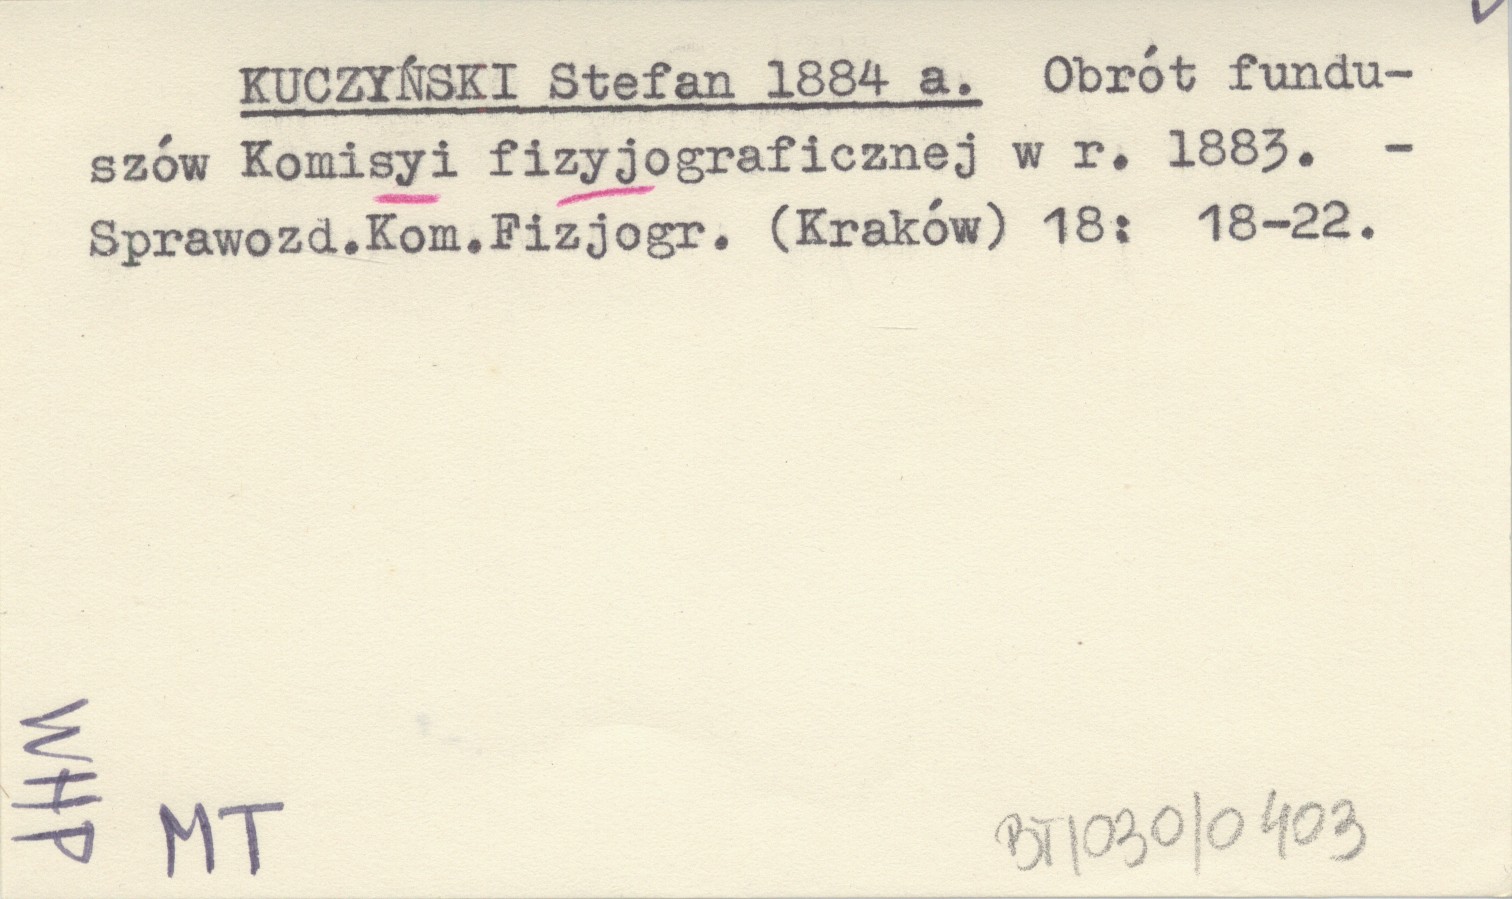 KUCZYŃSKI Stefan 1884 a. Obrót fundu-
szów Komisyi fizyjograficznej w r. 1883. -
Sprawozd.Kom.Fizjogr. (Kraków) 18: 18-22.
WHP
MT
BT/030/0403